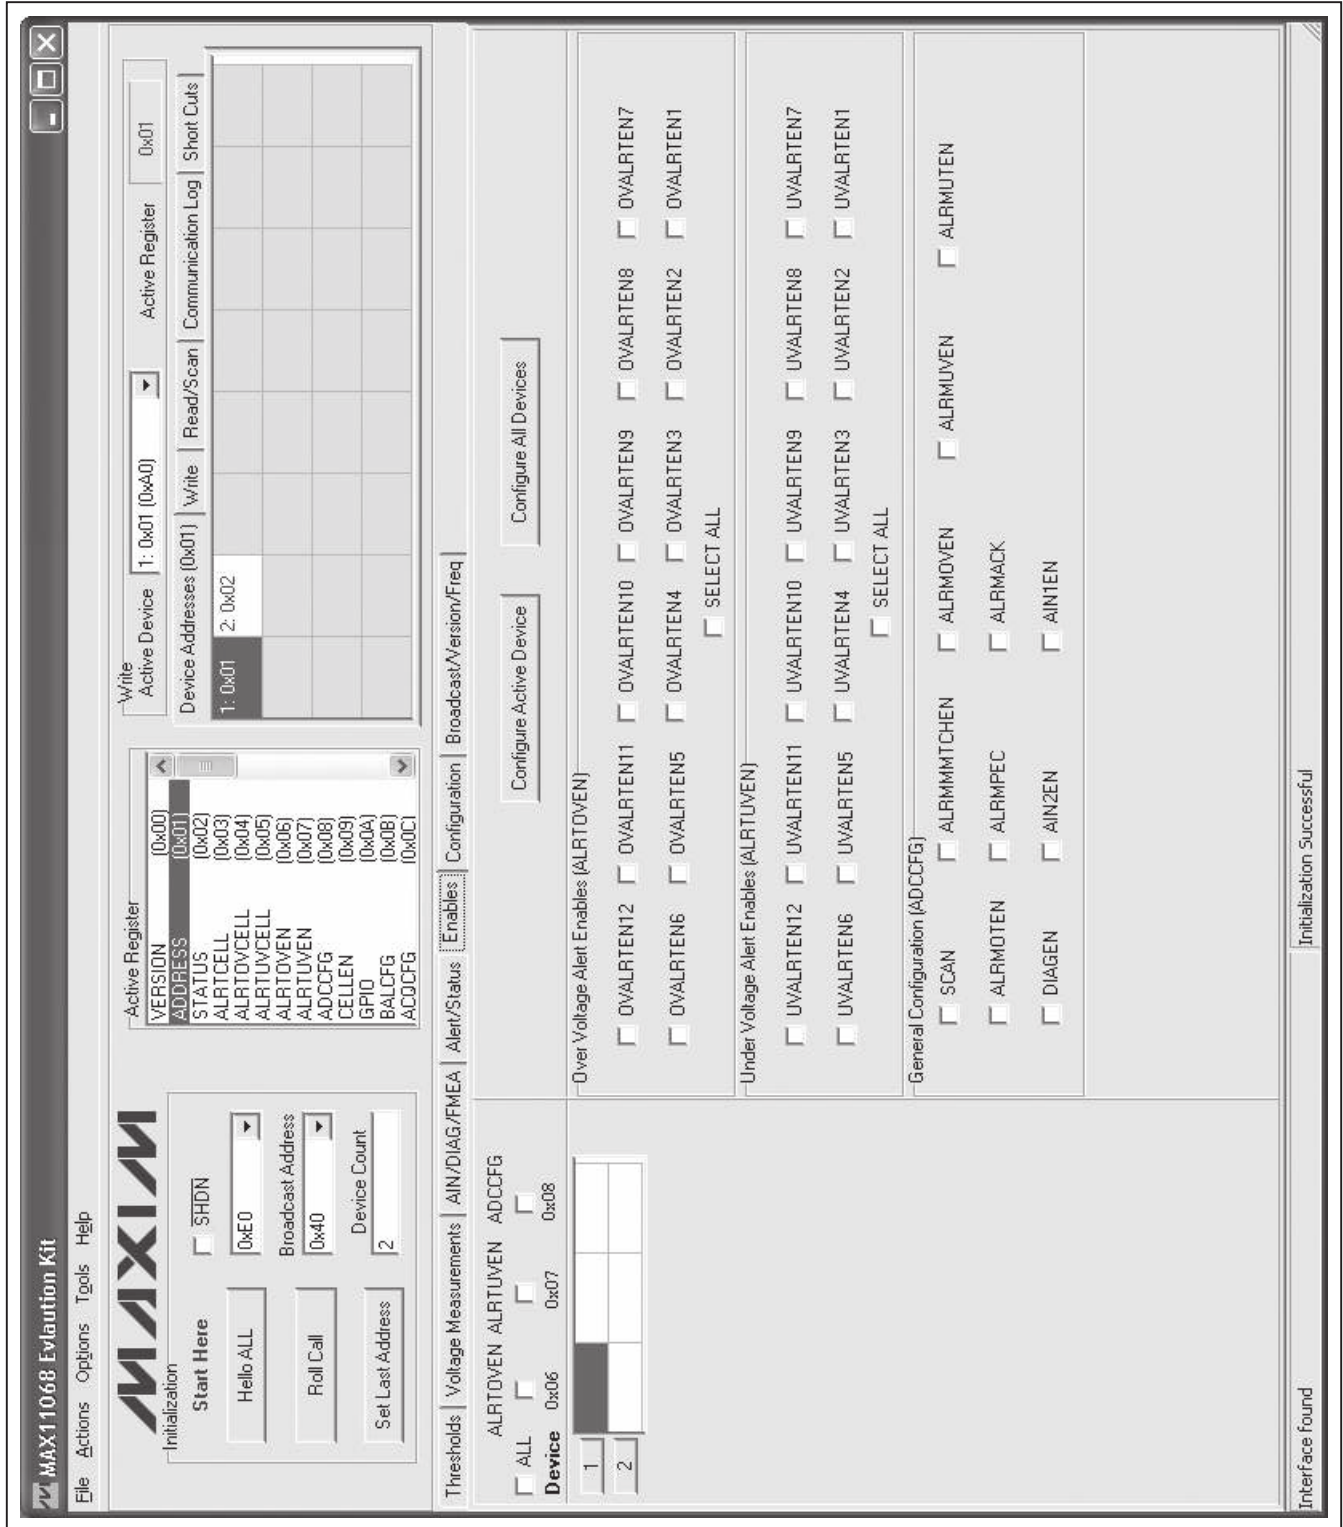 MAX11068 Evlaution Kit
File Actions Options Tools Help
MAXIM
Initialization
Start Here
SHDN
Hello ALL
0xE0
Broadcast Address
Roll Call
0x40
Device Count
Set Last Address
2
Active Register
VERSION (0x00)
ADDRESS (0x01)
STATUS (0x02)
ALRTCELL (0x03)
ALRTOVCELL (0x04)
ALRTUVCELL (0x05)
ALRTOVEN (0x06)
ALRTUVEN (0x07)
ADCCFG (0x08)
CELLEN (0x09)
GPIO (0x0A)
BALCFG (0x0B)
ACQCFG (0x0C)
Write
Active Device 1: 0x01 (0xA0) Active Register 0x01
Device Addresses (0x01) Write Read/Scan Communication Log Short Cuts
1: 0x01 2: 0x02
Thresholds Voltage Measurements AIN/DIAG/FMEA Alert/Status Enables Configuration Broadcast/Version/Freq
ALRTOVEN ALRTUVEN ADCCFG
ALL
Device 0x06 0x07 0x08
1
2
Configure Active Device Configure All Devices
Over Voltage Alert Enables (ALRTOVEN)
OVALRTEN12 OVALRTEN11 OVALRTEN10 OVALRTEN9 OVALRTEN8 OVALRTEN7
OVALRTEN6 OVALRTEN5 OVALRTEN4 OVALRTEN3 OVALRTEN2 OVALRTEN1
SELECT ALL
Under Voltage Alert Enables (ALRTUVEN)
UVALRTEN12 UVALRTEN11 UVALRTEN10 UVALRTEN9 UVALRTEN8 UVALRTEN7
UVALRTEN6 UVALRTEN5 UVALRTEN4 UVALRTEN3 UVALRTEN2 UVALRTEN1
SELECT ALL
General Configuration (ADCCFG)
SCAN ALRMMMTCHEN ALRMOVEN ALRMUVEN ALRMUTEN
ALRMOTEN ALRMPEC ALRMACK
DIAGEN AIN2EN AIN1EN
Interface Found Initialization Successful